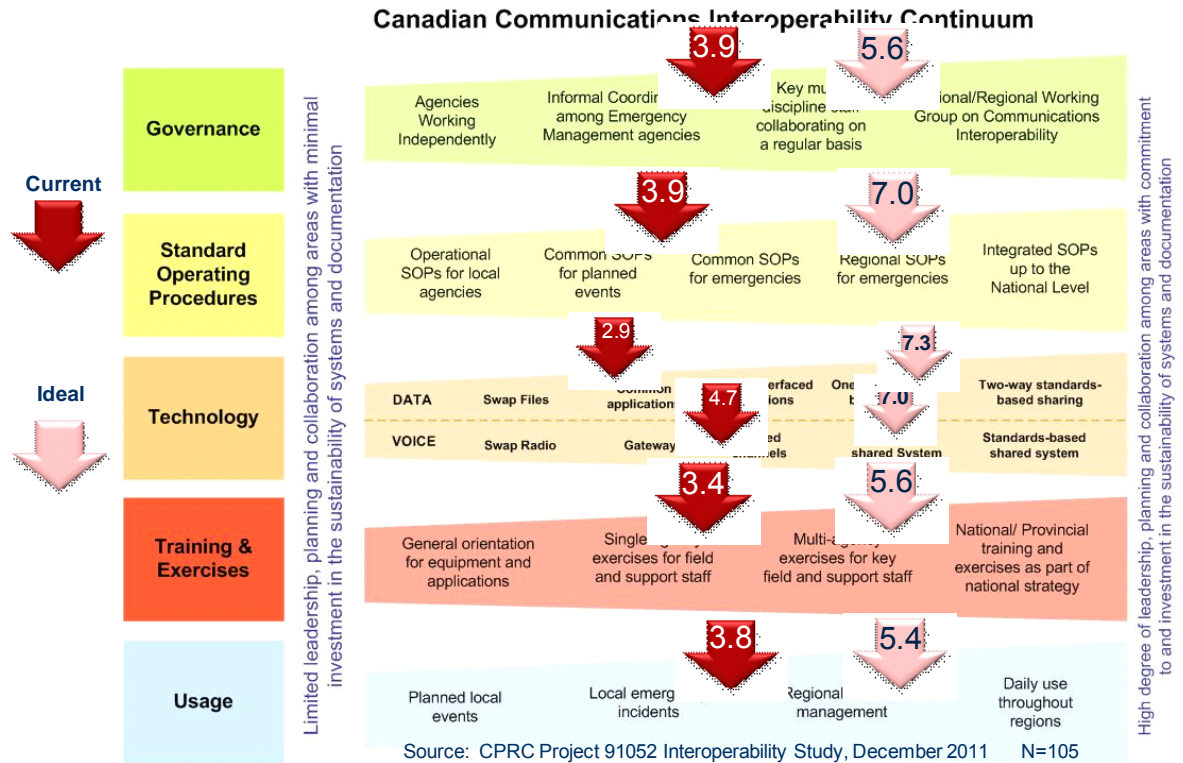 Canadian Communications Interoperability Continuum
3.9
5.6
Current
Ideal
Limited leadership, planning and collaboration among areas with minimal
investment in the sustainability of systems and documentation
High degree of leadership, planning and collaboration among areas with commitment
to and investment in the sustainability of systems and documentation
Governance
Agencies
Working
Independently
Informal
among Emergency
Management agencies
Key
discipline
collaborating on
a regular basis
Working
Group on Communications
Interoperability
3.9
7.0
Standard
Operating
Procedures
Operational
SOPs for local
agencies
Common SOPs
for planned
events
Common SOPs
for emergencies
Regional SOPs
for emergencies
Integrated SOPs
up to the
National Level
2.9
7.3
Technology
DATA
Swap Files
Common
applications
4.7
7.0
Two-way standards-
based sharing
VOICE
Swap Radio
Gateway
shared System
Standards-based
shared system
3.4
5.6
Training &
Exercises
General orientation
for equipment and
applications
Single
exercises for field
and support staff
exercises for key
field and support staff
National/ Provincial
training and
exercises as part of
national strategy
3.8
5.4
Usage
Planned local
events
Local
incidents
Regional
management
Daily use
throughout
regions
Source: CPRC Project 91052 Interoperability Study, December 2011 N=105